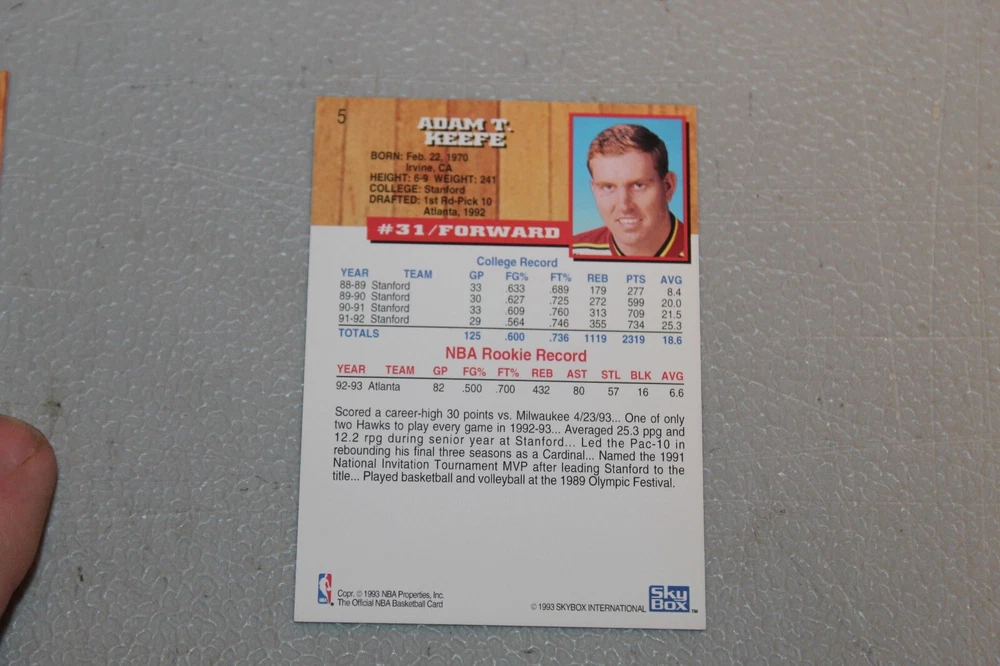 5
ADAM T.
KEEFE
BORN: Feb. 22, 1970
Irvine, CA
HEIGHT: 6-9 WEIGHT: 241
COLLEGE: Stanford
DRAFTED: 1st Rd-Pick 10
Atlanta, 1992
#31/FORWARD
College Record
YEAR TEAM GP FG% FT% REB PTS AVG
88-89 Stanford 33 .633 .689 179 277 8.4
89-90 Stanford 30 .627 .725 272 599 20.0
90-91 Stanford 33 .609 .760 313 709 21.5
91-92 Stanford 29 .564 .746 355 734 25.3
TOTALS 125 .600 .736 1119 2319 18.6
NBA Rookie Record
YEAR TEAM GP FG% FT% REB AST STL BLK AVG
92-93 Atlanta 82 .500 .700 432 80 57 16 6.6
Scored a career-high 30 points vs. Milwaukee 4/23/93... One of only
two Hawks to play every game in 1992-93... Averaged 25.3 ppg and
12.2 rpg during senior year at Stanford... Led the Pac-10 in
rebounding his final three seasons as a Cardinal... Named the 1991
National Invitation Tournament MVP after leading Stanford to the
title... Played basketball and volleyball at the 1989 Olympic Festival.
NBA
Copr. © 1993 NBA Properties, Inc.
The Official NBA Basketball Card
© 1993 SKYBOX INTERNATIONAL
Sky
Box
TM